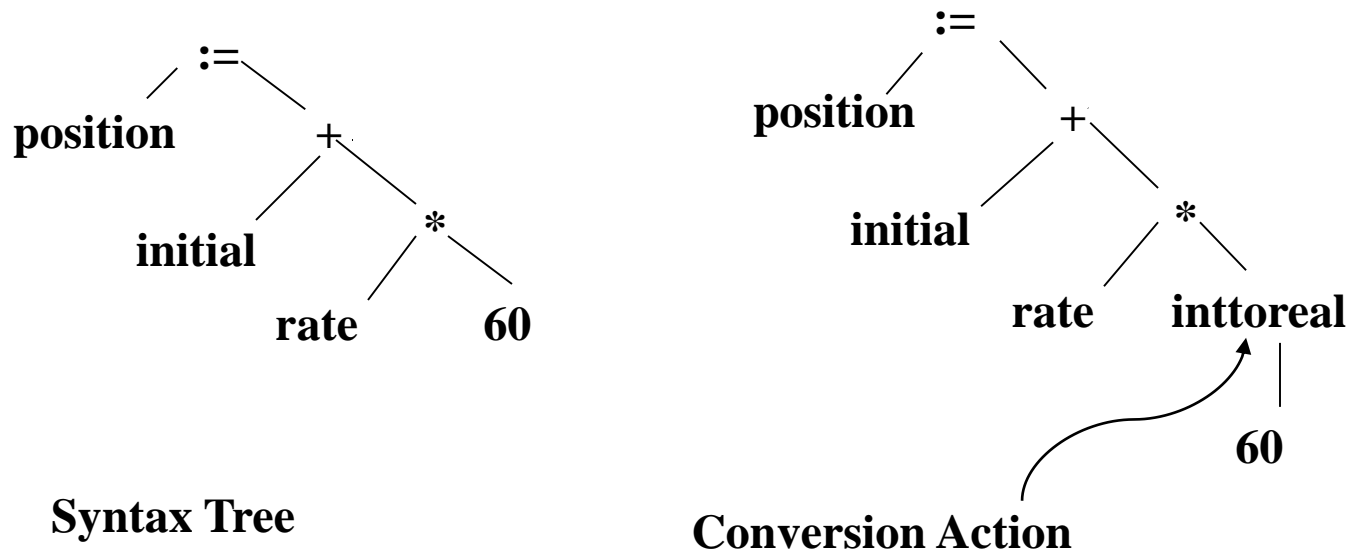 :=
position
+
initial
*
rate
60
Syntax Tree
:=
position
+
initial
*
rate
inttoreal
60
Conversion Action